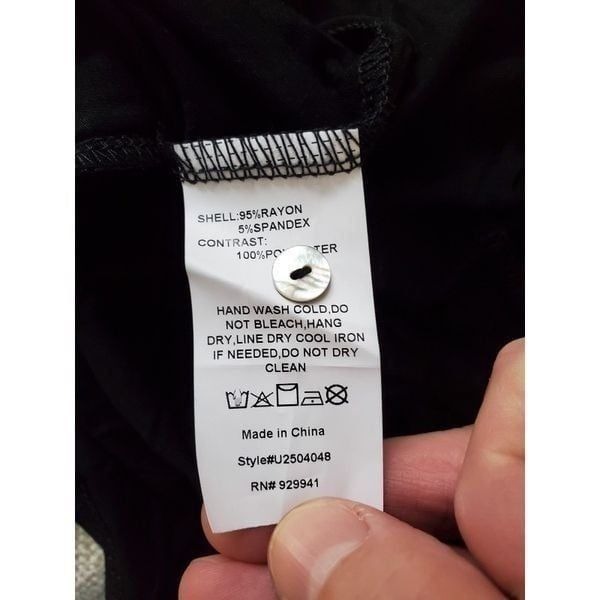 SHELL:95%RAYON
5%SPANDEX
CONTRAST:
HAND WASH COLD,DO
NOT BLEACH,HANG
DRY,LINE DRY COOL IRON
IF NEEDED,DO NOT DRY
CLEAN
Made in China
Style#U2504048
RN# 929941